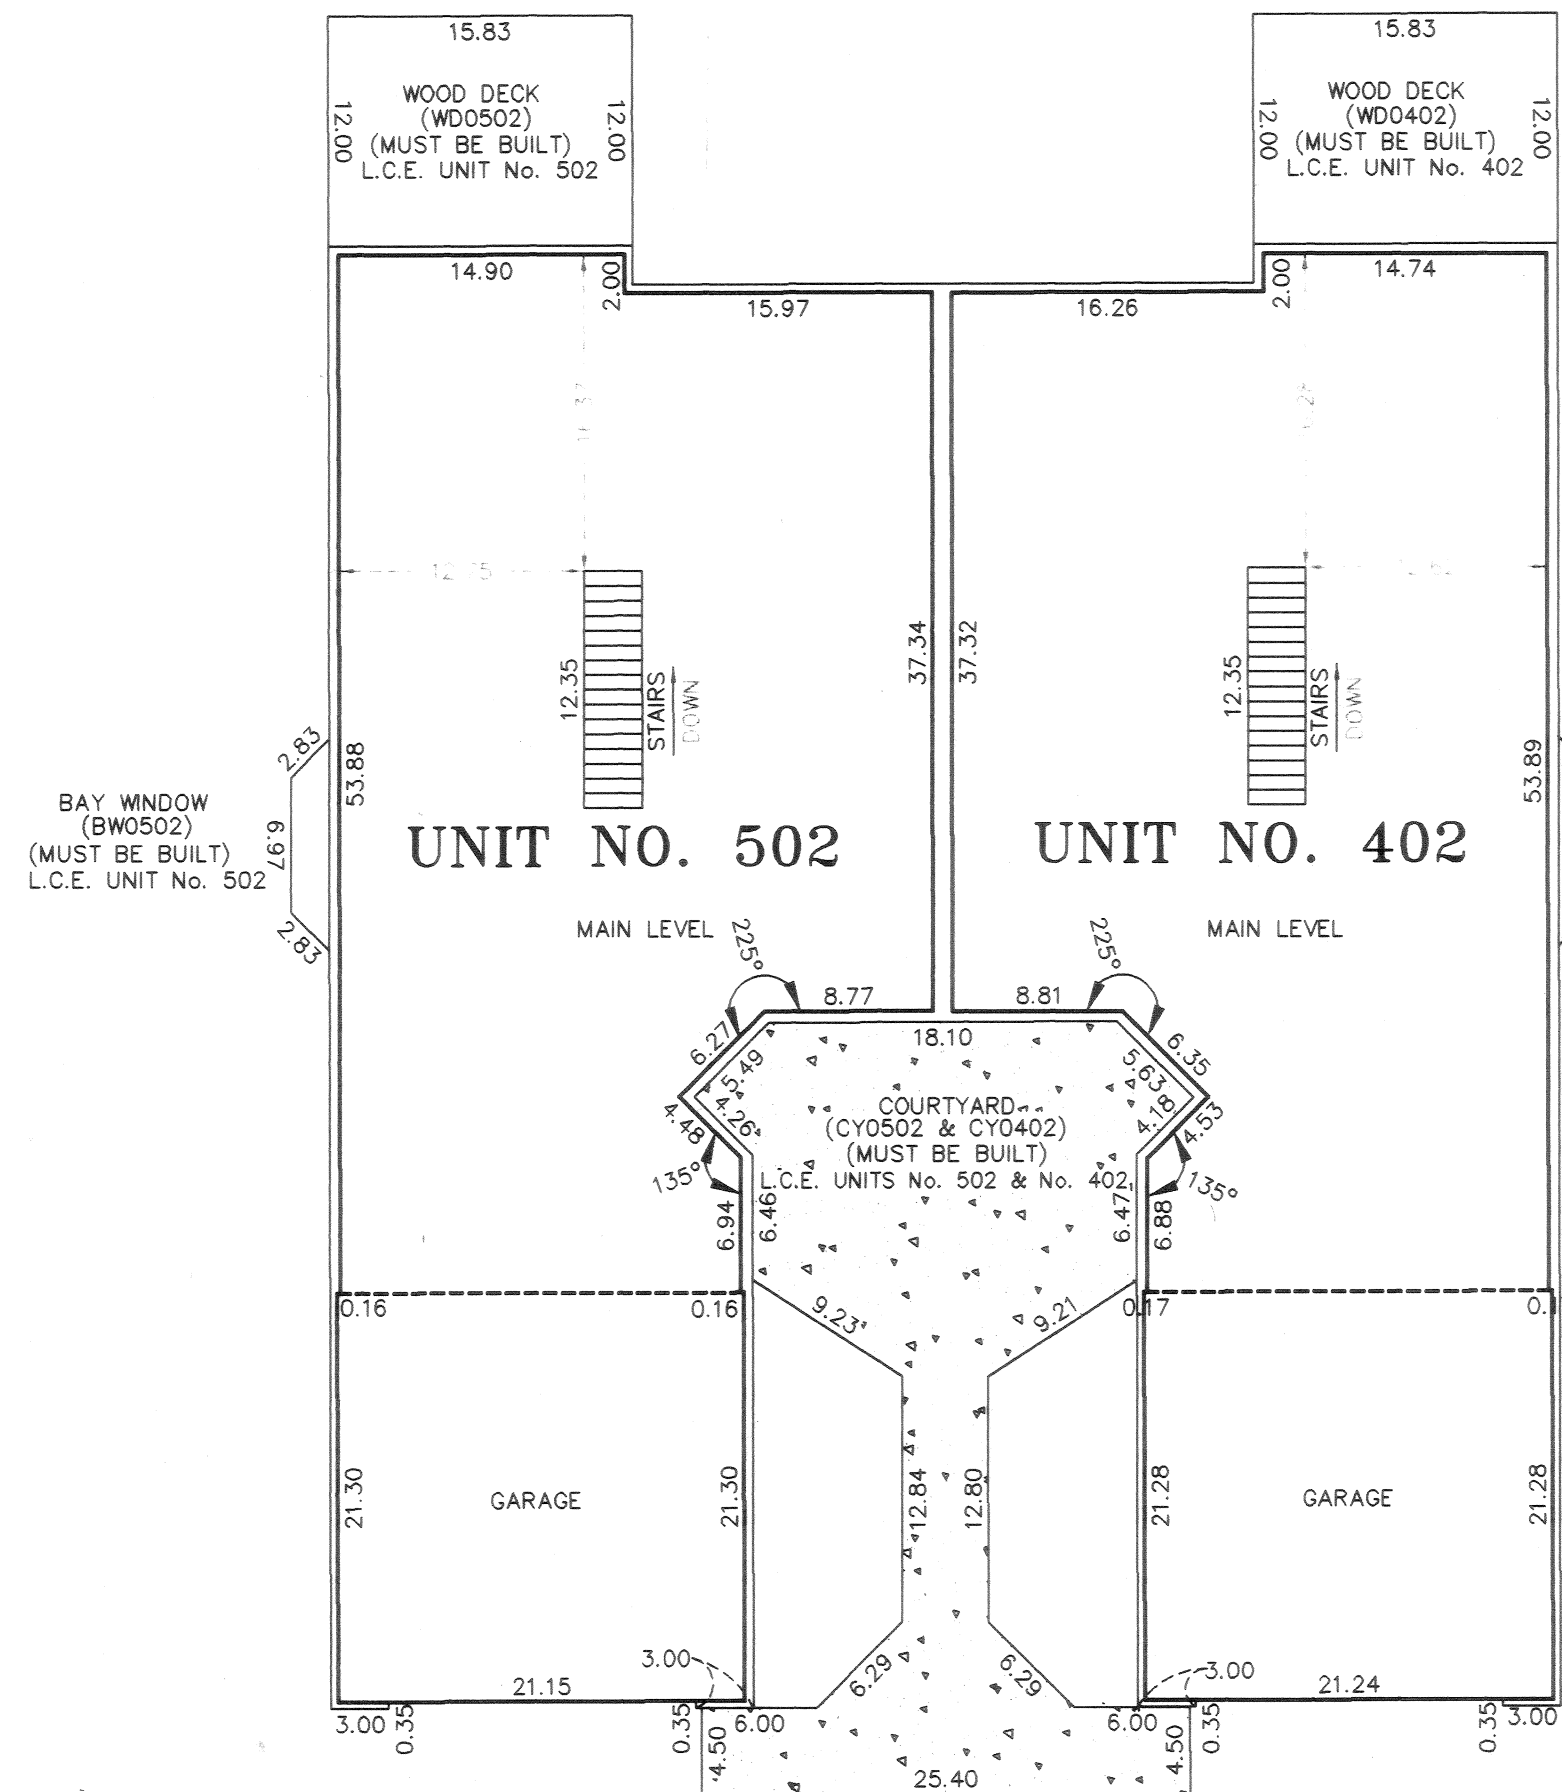 15.83
15.83
WOOD DECK
(WD0502)
(MUST BE BUILT)
L.C.E. UNIT No. 502
12.00
12.00
WOOD DECK
(WD0402)
(MUST BE BUILT)
L.C.E. UNIT No. 402
12.00
12.00
14.90
2.00
15.97
16.26
2.00
14.74
12.75
37.34
37.32
12.35
STAIRS
DOWN
12.35
STAIRS
DOWN
2.83
53.88
53.89
BAY WINDOW
(BW0502)
(MUST BE BUILT)
L.C.E. UNIT No. 502
6.97
2.83
UNIT NO. 502
UNIT NO. 402
MAIN LEVEL
MAIN LEVEL
225°
225°
8.77
8.81
18.10
6.27
5.49
5.63
6.35
4.48
4.26
4.18
4.53
COURTYARD
(CY0502 & CY0402)
(MUST BE BUILT)
L.C.E. UNITS No. 502 & No. 402
135°
135°
6.94
6.46
6.47
6.88
0.16
0.16
9.23
9.21
0.17
21.30
GARAGE
21.30
12.84
12.80
21.28
GARAGE
21.28
3.00
3.00
21.15
6.29
6.29
21.24
3.00
0.35
0.35
6.00
6.00
0.35
0.35
3.00
4.50
4.50
25.40